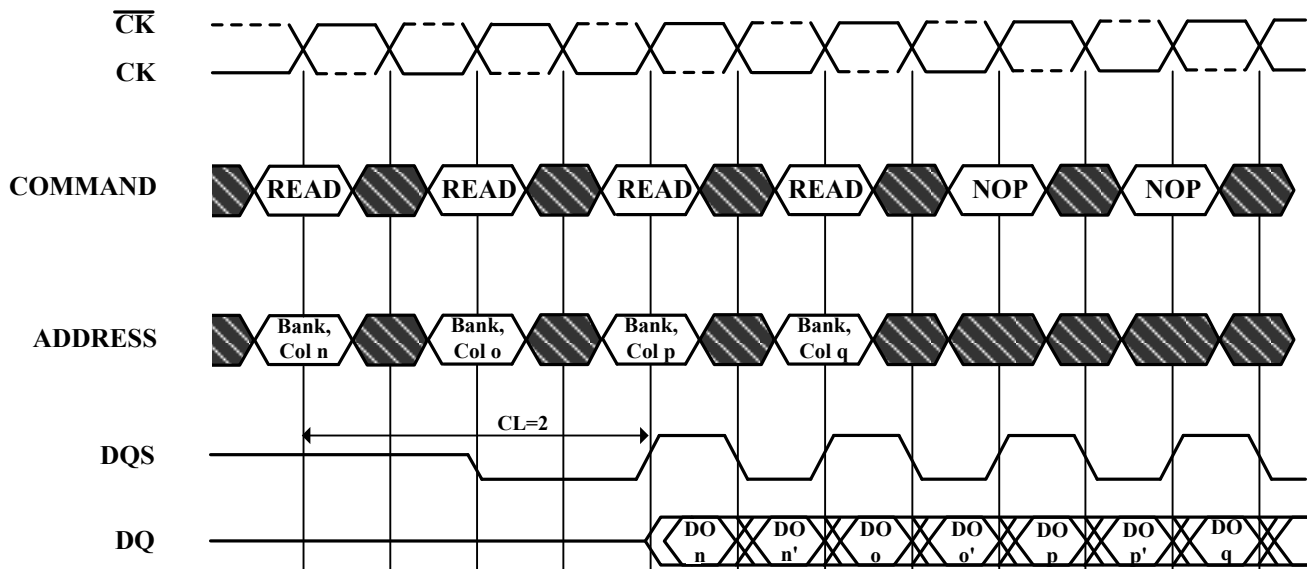 C̅K̅
CK
COMMAND READ READ READ READ NOP NOP
ADDRESS
Bank, Col n
Bank, Col o
Bank, Col p
Bank, Col q
CL=2
DQS
DQ
DO n
DO n'
DO o
DO o'
DO p
DO p'
DO q